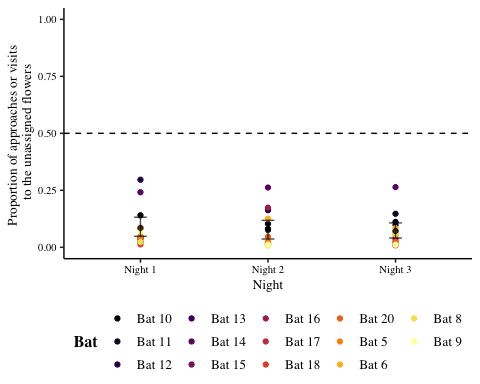 1.00
0.75
0.50
0.25
0.00
Proportion of approaches or visits
to the unassigned flowers
Night 1 Night 2 Night 3
Night
Bat
Bat 10 Bat 13 Bat 16 Bat 20 Bat 8
Bat 11 Bat 14 Bat 17 Bat 5 Bat 9
Bat 12 Bat 15 Bat 18 Bat 6